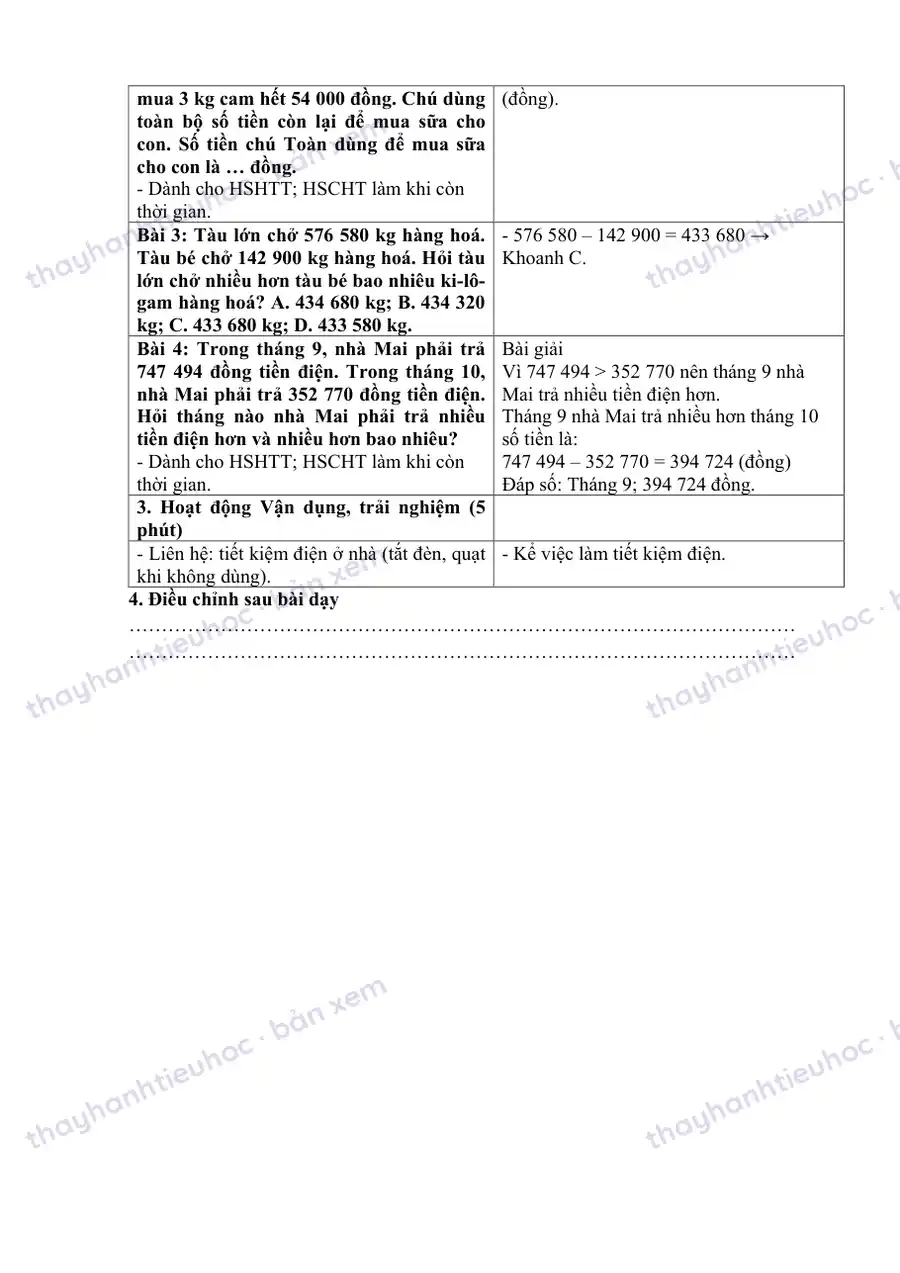 mua 3 kg cam hết 54 000 đồng. Chú dùng
toàn bộ số tiền còn lại để mua sữa cho
con. Số tiền chú Toàn dùng để mua sữa
cho con là … đồng.
- Dành cho HSHTT; HSCHT làm khi còn
thời gian.
(đồng).
Bài 3: Tàu lớn chở 576 580 kg hàng hoá.
Tàu bé chở 142 900 kg hàng hoá. Hỏi tàu
lớn chở nhiều hơn tàu bé bao nhiêu ki-lô-
gam hàng hoá? A. 434 680 kg; B. 434 320
kg; C. 433 680 kg; D. 433 580 kg.
- 576 580 – 142 900 = 433 680 →
Khoanh C.
Bài 4: Trong tháng 9, nhà Mai phải trả
747 494 đồng tiền điện. Trong tháng 10,
nhà Mai phải trả 352 770 đồng tiền điện.
Hỏi tháng nào nhà Mai phải trả nhiều
tiền điện hơn và nhiều hơn bao nhiêu?
- Dành cho HSHTT; HSCHT làm khi còn
thời gian.
Bài giải
Vì 747 494 > 352 770 nên tháng 9 nhà
Mai trả nhiều tiền điện hơn.
Tháng 9 nhà Mai trả nhiều hơn tháng 10
số tiền là:
747 494 – 352 770 = 394 724 (đồng)
Đáp số: Tháng 9; 394 724 đồng.
3. Hoạt động Vận dụng, trải nghiệm (5
phút)
- Liên hệ: tiết kiệm điện ở nhà (tắt đèn, quạt
khi không dùng).
- Kể việc làm tiết kiệm điện.
4. Điều chỉnh sau bài dạy
……………………………………………………………………………………
……………………………………………………………………………………
thayhanhtieuhoc · bản xem
thayhanhtieuhoc · b
thayhanhtieuhoc · bản xem
thayhanhtieuhoc · b
thayhanhtieuhoc · bản xem
thayhanhtieuhoc · b